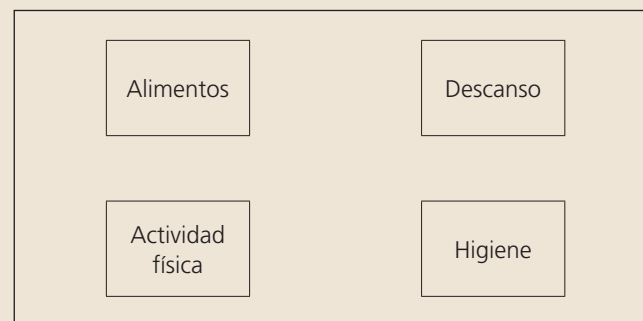 Alimentos
Descanso
Actividad
física
Higiene